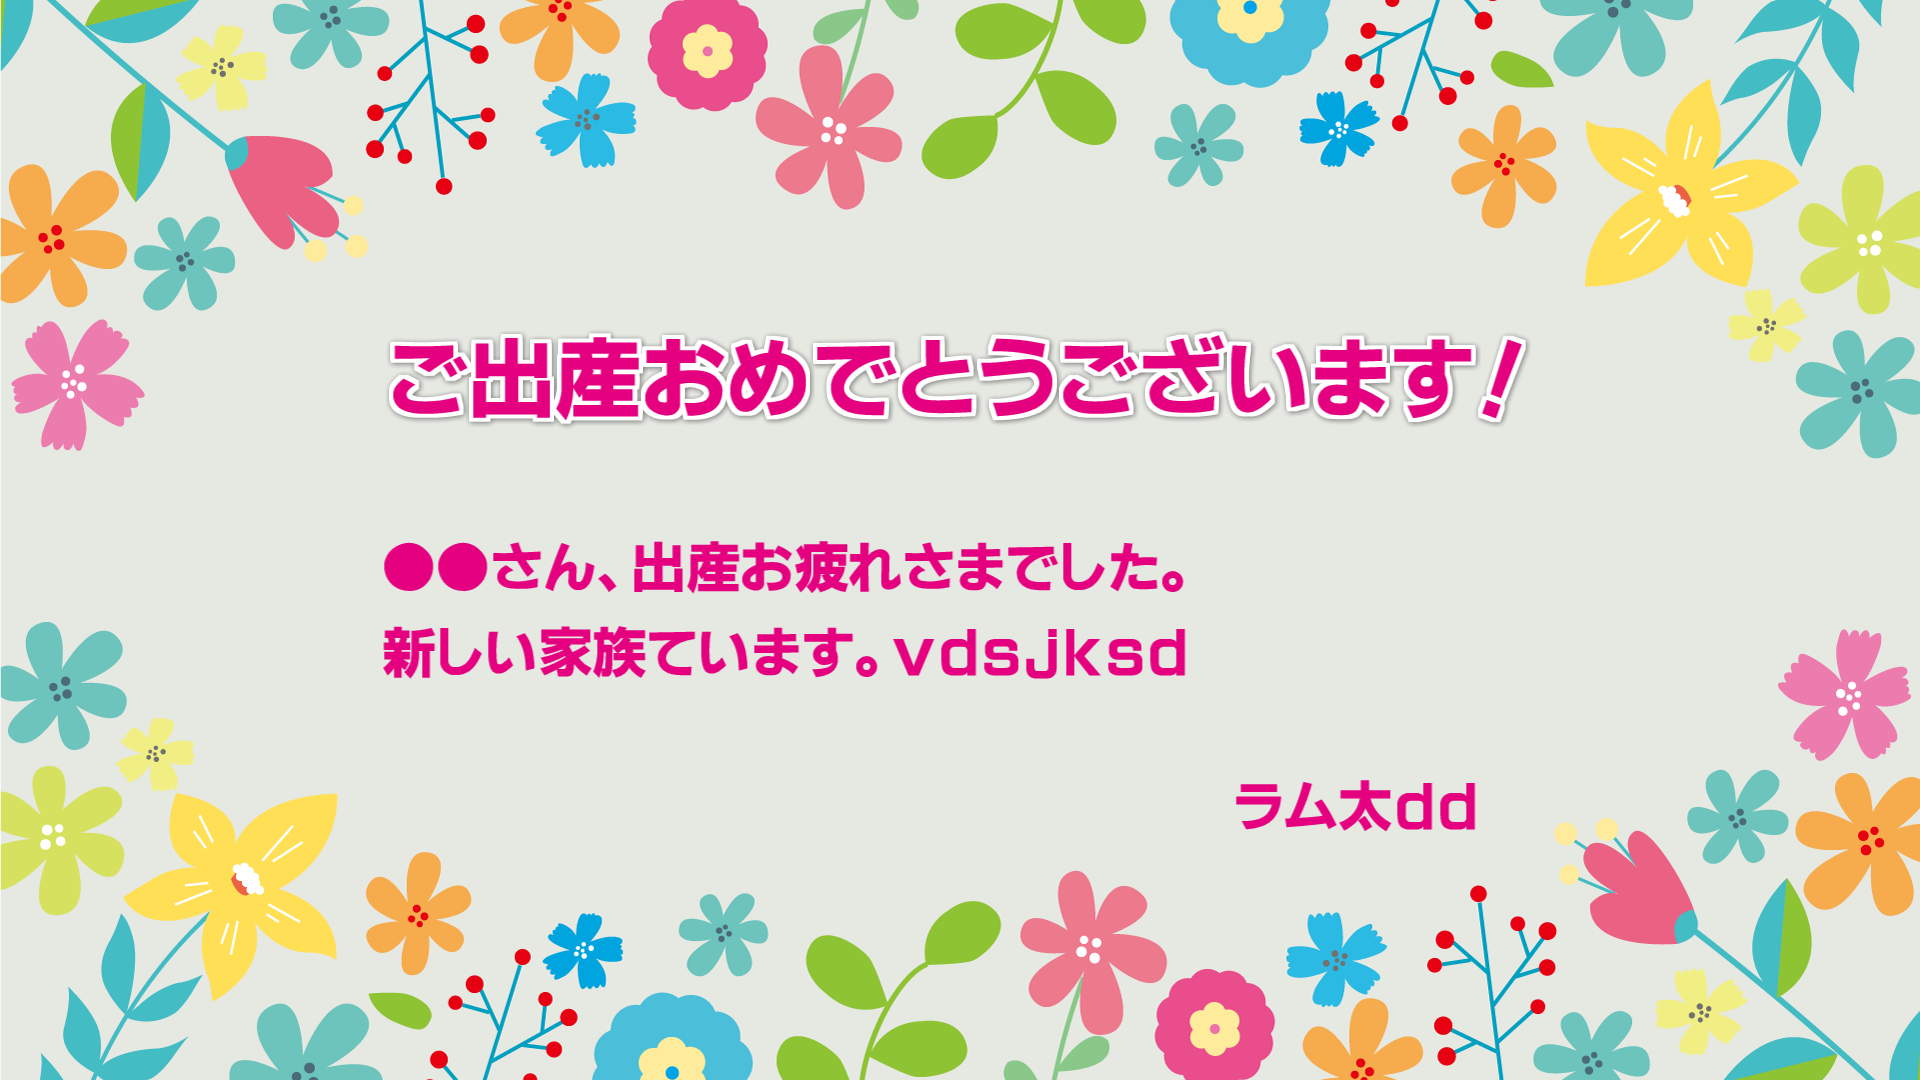 ご出産おめでとうございます！
●●さん、出産お疲れさまでした。
新しい家族ています。vdsjksd
ラム太dd